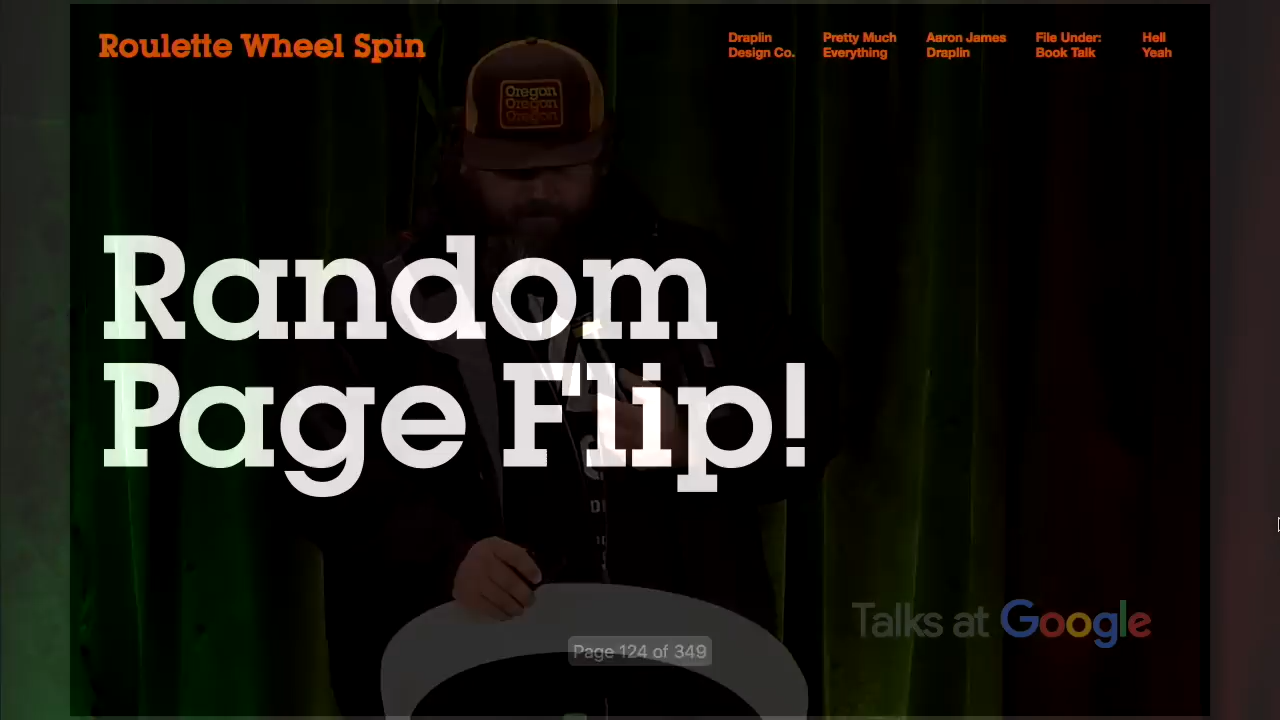 Roulette Wheel Spin
Draplin
Design Co.
Pretty Much
Everything
Aaron James
Draplin
File Under:
Book Talk
Hell
Yeah
Oregon
Oregon
Oregon
Random
Page Flip!
Talks at Google
Page 124 of 349